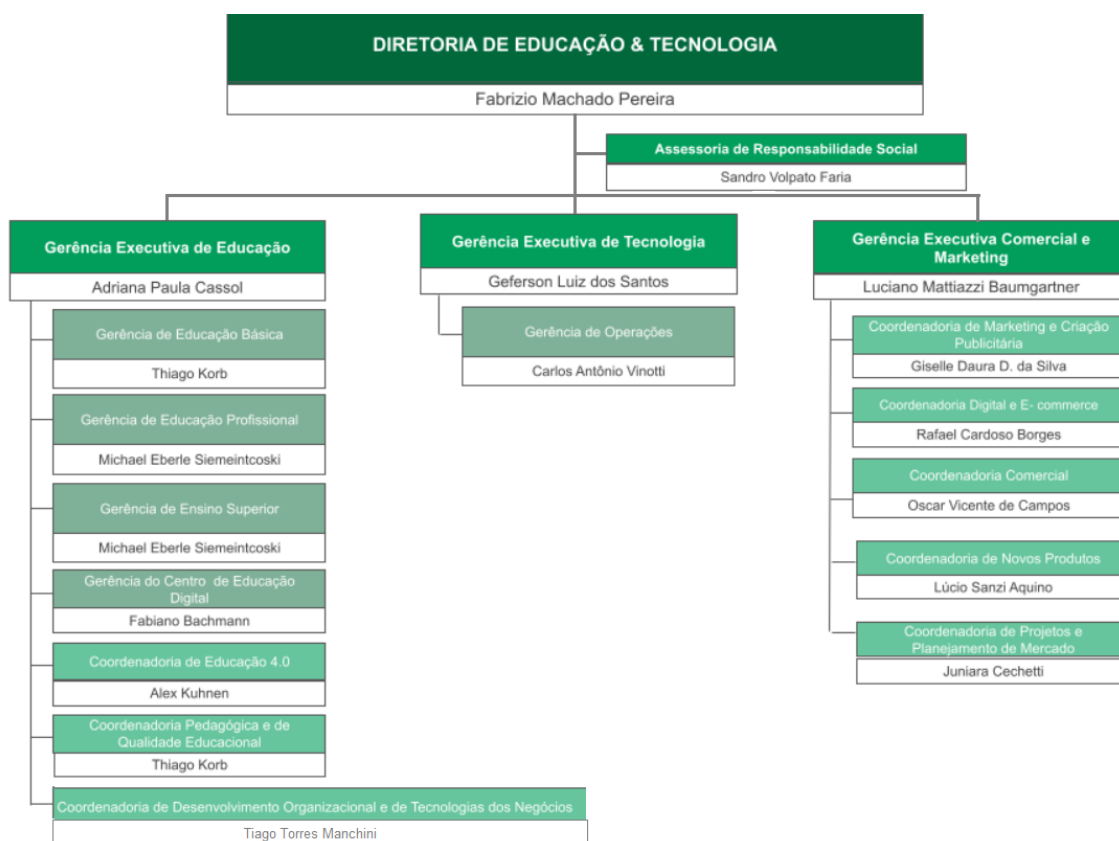 DIRETORIA DE EDUCAÇÃO & TECNOLOGIA
Fabrizio Machado Pereira
Assessoria de Responsabilidade Social
Sandro Volpato Faria
Gerência Executiva de Educação
Adriana Paula Cassol
Gerência de Educação Básica
Thiago Korb
Gerência de Educação Profissional
Michael Eberle Siemeintcoski
Gerência de Ensino Superior
Michael Eberle Siemeintcoski
Gerência do Centro de Educação
Digital
Fabiano Bachmann
Coordenadoria de Educação 4.0
Alex Kuhnen
Coordenadoria Pedagógica e de
Qualidade Educacional
Thiago Korb
Coordenadoria de Desenvolvimento Organizacional e de Tecnologias dos Negócios
Tiago Torres Manchini
Gerência Executiva de Tecnologia
Geferson Luiz dos Santos
Gerência de Operações
Carlos Antônio Vinotti
Gerência Executiva Comercial e
Marketing
Luciano Mattiazzi Baumgartner
Coordenadoria de Marketing e Criação
Publicitária
Giselle Daura D. da Silva
Coordenadoria Digital e E- commerce
Rafael Cardoso Borges
Coordenadoria Comercial
Oscar Vicente de Campos
Coordenadoria de Novos Produtos
Lúcio Sanzi Aquino
Coordenadoria de Projetos e
Planejamento de Mercado
Juniara Cechetti